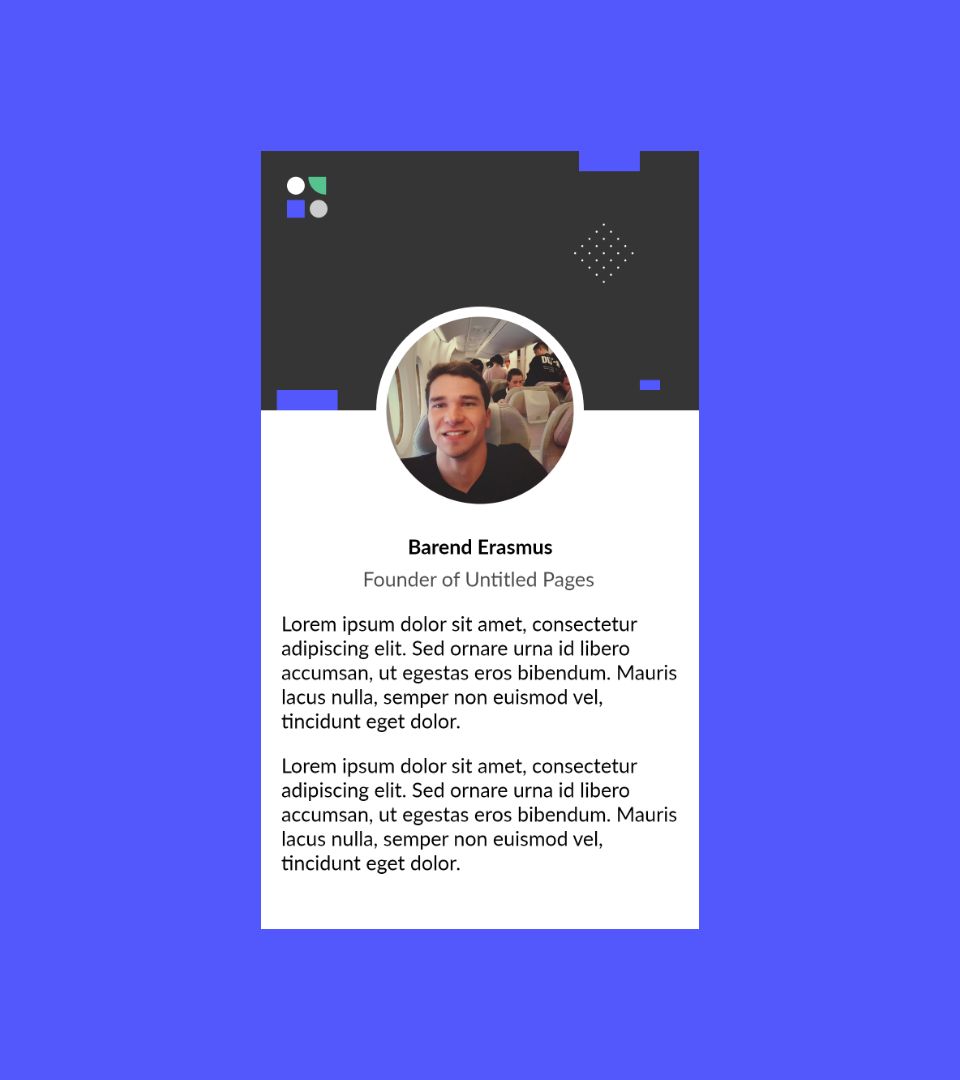 Barend Erasmus
Founder of Untitled Pages
Lorem ipsum dolor sit amet, consectetur
adipiscing elit. Sed ornare urna id libero
accumsan, ut egestas eros bibendum. Mauris
lacus nulla, semper non euismod vel,
tincidunt eget dolor.
Lorem ipsum dolor sit amet, consectetur
adipiscing elit. Sed ornare urna id libero
accumsan, ut egestas eros bibendum. Mauris
lacus nulla, semper non euismod vel,
tincidunt eget dolor.